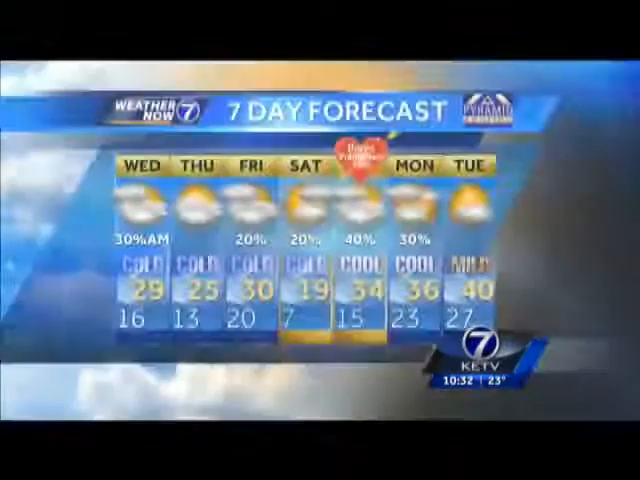 WEATHER NOW 7 7 DAY FORECAST PYRAMID
WED THU FRI SAT MON TUE
30%AM 20% 20% 40% 30%
COLD COLD COLD COLD COOL COOL MILD
29 25 30 19 34 36 40
16 13 20 7 15 23 27
7
KETV
10:32 23°